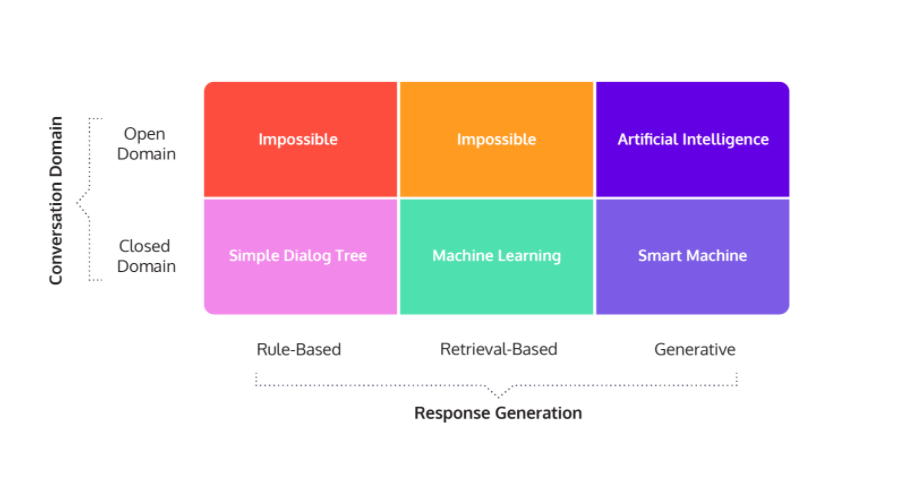 Conversation Domain
Open
Domain
Impossible
Impossible
Artificial Intelligence
Closed
Domain
Simple Dialog Tree
Machine Learning
Smart Machine
Rule-Based
Retrieval-Based
Generative
Response Generation